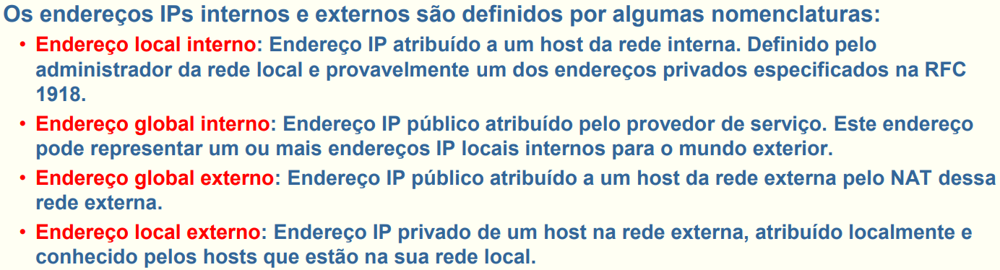 Os endereços IPs internos e externos são definidos por algumas nomenclaturas:
• Endereço local interno: Endereço IP atribuído a um host da rede interna. Definido pelo
administrador da rede local e provavelmente um dos endereços privados especificados na RFC
1918.
• Endereço global interno: Endereço IP público atribuído pelo provedor de serviço. Este endereço
pode representar um ou mais endereços IP locais internos para o mundo exterior.
• Endereço global externo: Endereço IP público atribuído a um host da rede externa pelo NAT dessa
rede externa.
• Endereço local externo: Endereço IP privado de um host na rede externa, atribuído localmente e
conhecido pelos hosts que estão na sua rede local.